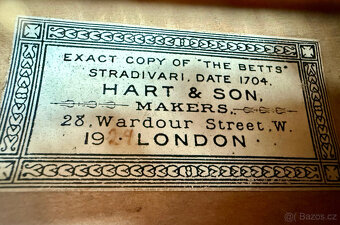 EXACT COPY OF "THE BETTS"
STRADIVARI, DATE 1704.
HART & SON,
MAKERS,
28, Wardour Street, W.
1924 LONDON
@ Bazos.cz